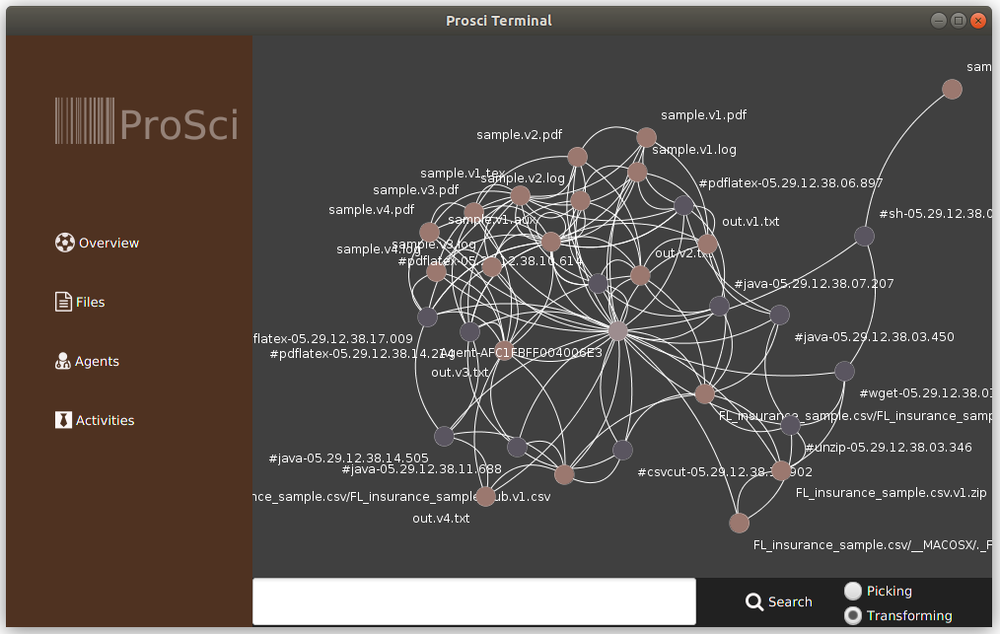 Prosci Terminal
ProSci
Overview
Files
Agents
Activities
sam
sample.v1.pdf
sample.v2.pdf
sample.v1.log
sample.v1.tex
sample.v2.log
#pdflatex-05.29.12.38.06.897
sample.v3.pdf
sample.v4.pdf
#sh-05.29.12.38.0
sample.v1.aux
out.v1.txt
sample.v3.log
sample.v4.log
out.v2.txt
#pdflatex-05.29.12.38.10.614
#java-05.29.12.38.07.207
flatex-05.29.12.38.17.009
#java-05.29.12.38.03.450
#pdflatex-05.29.12.38.14.224
Agent-AFC1FBFF004006E3
out.v3.txt
#wget-05.29.12.38.01
FL_insurance_sample.csv/FL_insurance_samp
#unzip-05.29.12.38.03.346
#java-05.29.12.38.14.505
#java-05.29.12.38.11.688
#csvcut-05.29.12.38. 902
nce_sample.csv/FL_insurance_sample ub.v1.csv
FL_insurance_sample.csv.v1.zip
out.v4.txt
FL_insurance_sample.csv/__MACOSX/._F
Search
Picking
Transforming